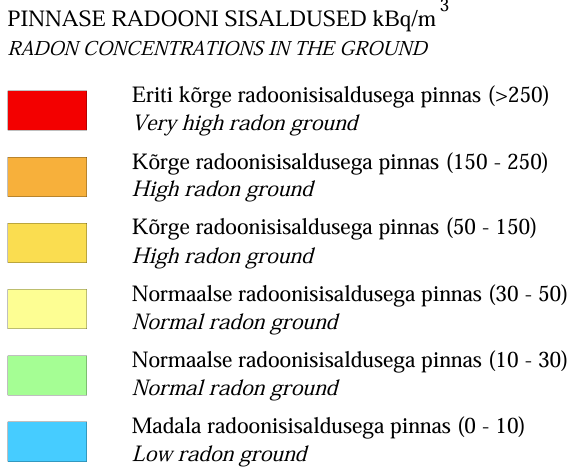 PINNASE RADOONI SISALDUSED kBq/m³
RADON CONCENTRATIONS IN THE GROUND
Eriti kõrge radoonisisaldusega pinnas (>250)
Very high radon ground
Kõrge radoonisisaldusega pinnas (150 - 250)
High radon ground
Kõrge radoonisisaldusega pinnas (50 - 150)
High radon ground
Normaalse radoonisisaldusega pinnas (30 - 50)
Normal radon ground
Normaalse radoonisisaldusega pinnas (10 - 30)
Normal radon ground
Madala radoonisisaldusega pinnas (0 - 10)
Low radon ground